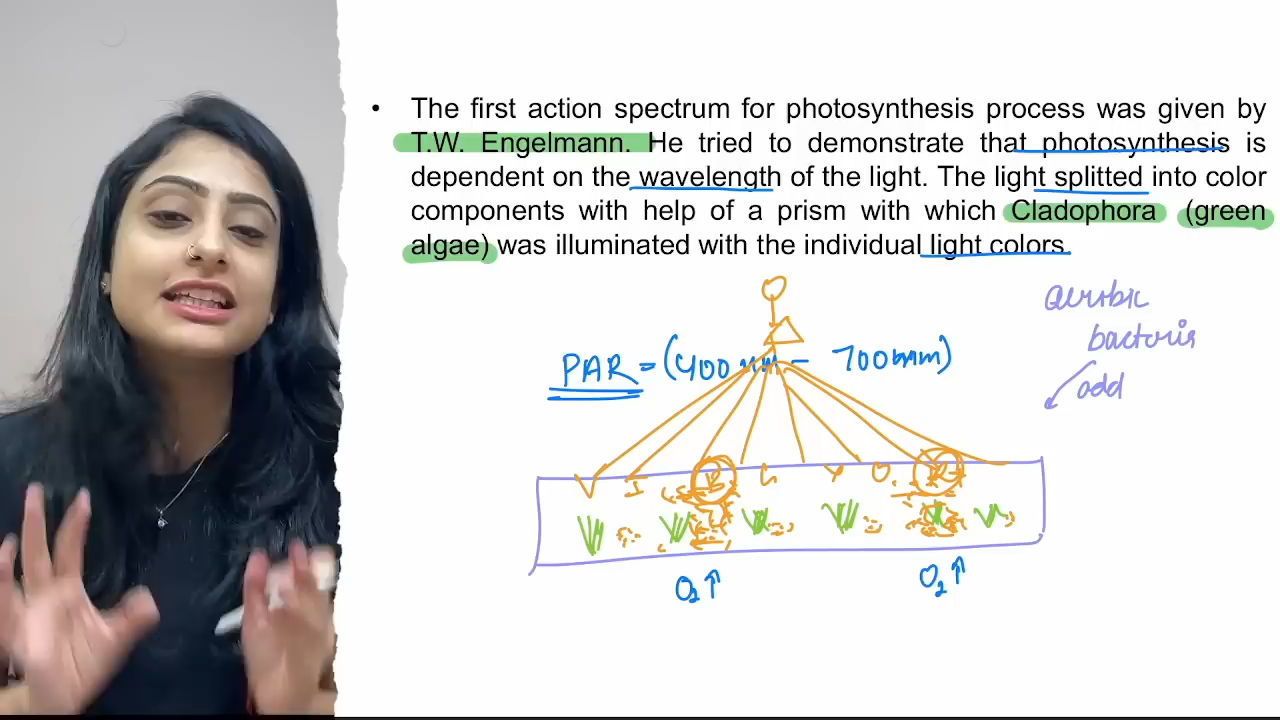 • The first action spectrum for photosynthesis process was given by
T.W. Engelmann. He tried to demonstrate that photosynthesis is
dependent on the wavelength of the light. The light splitted into color
components with help of a prism with which Cladophora (green
algae) was illuminated with the individual light colors.
aerobic
bacteria
add
PAR = (400 nm - 700nm)
V I B G Y O R
O₂↑ O₂↑